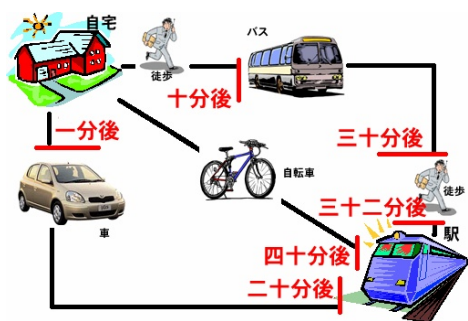 自宅
徒歩
バス
十分後
一分後
三十分後
自転車
徒歩
三十二分後
車
駅
四十分後
二十分後